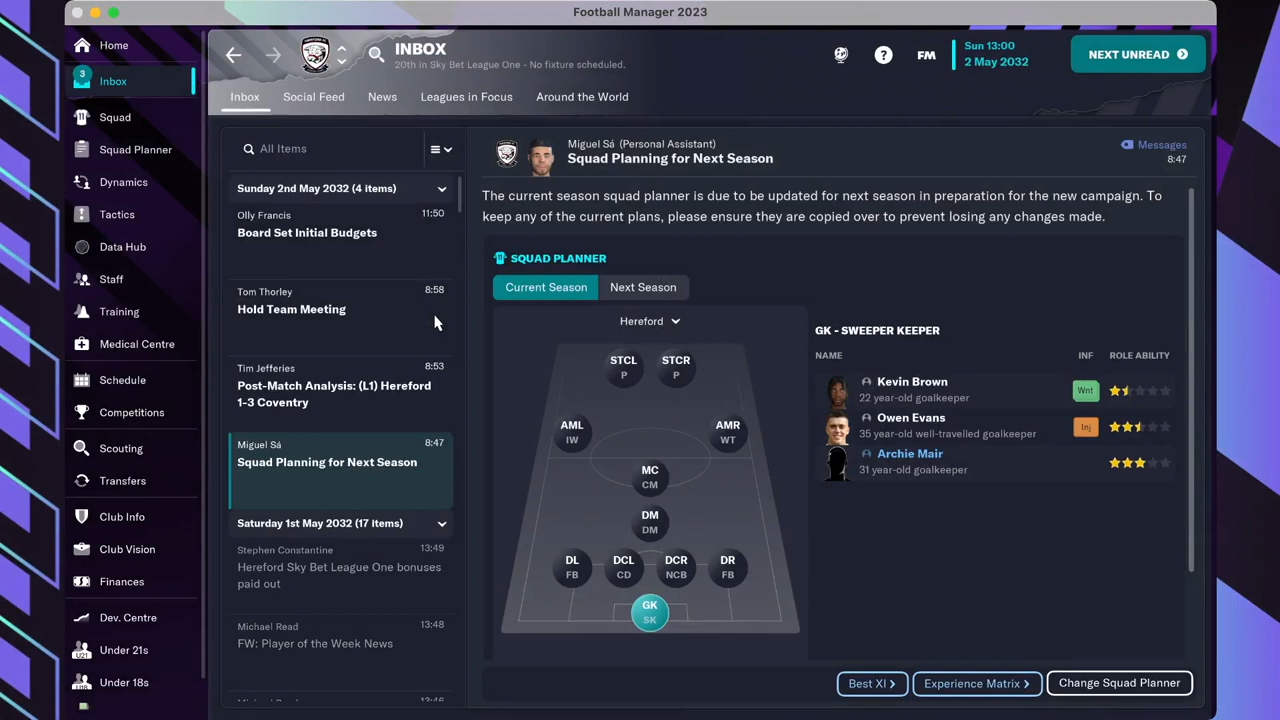 Football Manager 2023
Home
3
Inbox
Squad
Squad Planner
Dynamics
Tactics
Data Hub
Staff
Training
Medical Centre
Schedule
Competitions
Scouting
Transfers
Club Info
Club Vision
Finances
Dev. Centre
Under 21s
Under 18s
INBOX
20th in Sky Bet League One - No fixture scheduled.
FM
Sun 13:00
2 May 2032
NEXT UNREAD
Inbox
Social Feed
News
Leagues in Focus
Around the World
All Items
Sunday 2nd May 2032 (4 items)
Olly Francis 11:50
Board Set Initial Budgets
Tom Thorley 8:58
Hold Team Meeting
Tim Jefferies 8:53
Post-Match Analysis: (L1) Hereford
1-3 Coventry
Miguel Sá 8:47
Squad Planning for Next Season
Saturday 1st May 2032 (17 items)
Stephen Constantine 13:49
Hereford Sky Bet League One bonuses
paid out
Michael Read 13:48
FW: Player of the Week News
Miguel Sá (Personal Assistant)
Squad Planning for Next Season
Messages
8:47
The current season squad planner is due to be updated for next season in preparation for the new campaign. To
keep any of the current plans, please ensure they are copied over to prevent losing any changes made.
SQUAD PLANNER
Current Season
Next Season
Hereford
STCL
P
STCR
P
AML
IW
AMR
WT
MC
CM
DM
DM
DL
FB
DCL
CD
DCR
NCB
DR
FB
GK
SK
GK - SWEEPER KEEPER
NAME INF ROLE ABILITY
Kevin Brown
22 year-old goalkeeper
Wnt
Owen Evans
35 year-old well-travelled goalkeeper
Inj
Archie Mair
31 year-old goalkeeper
Best XI
Experience Matrix
Change Squad Planner